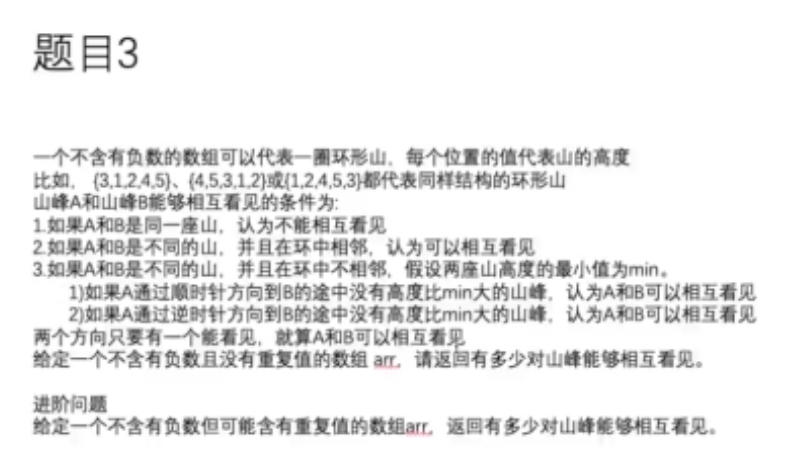 题目3
一个不含有负数的数组可以代表一圈环形山，每个位置的值代表山的高度
比如， {3,1,2,4,5}、{4,5,3,1,2}或{1,2,4,5,3}都代表同样结构的环形山
山峰A和山峰B能够相互看见的条件为:
1.如果A和B是同一座山，认为不能相互看见
2.如果A和B是不同的山，并且在环中相邻，认为可以相互看见
3.如果A和B是不同的山，并且在环中不相邻，假设两座山高度的最小值为min。
1)如果A通过顺时针方向到B的途中没有高度比min大的山峰，认为A和B可以相互看见
2)如果A通过逆时针方向到B的途中没有高度比min大的山峰，认为A和B可以相互看见
两个方向只要有一个能看见，就算A和B可以相互看见
给定一个不含有负数且没有重复值的数组 arr，请返回有多少对山峰能够相互看见。
进阶问题
给定一个不含有负数但可能含有重复值的数组arr，返回有多少对山峰能够相互看见。